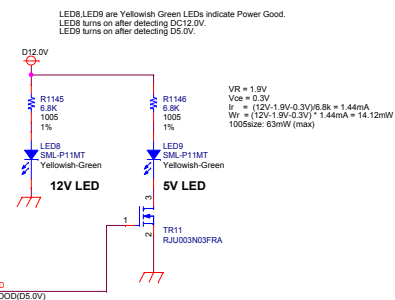 LED8,LED9 are Yellowish Green LEDs indicate Power Good.
LED8 turns on after detecting DC12.0V.
LED9 turns on after detecting D5.0V.
D12.0V
R1145
6.8K
1005
1%
R1146
6.8K
1005
1%
VR = 1.9V
Vce = 0.3V
Ir = (12V-1.9V-0.3V)/6.8k = 1.44mA
Wr = (12V-1.9V-0.3V) * 1.44mA = 14.12mW
1005size: 63mW (max)
LED8
SML-P11MT
Yellowish-Green
LED9
SML-P11MT
Yellowish-Green
12V LED
5V LED
3
1
2
TR11
RJU003N03FRA
OOD(D5.0V)